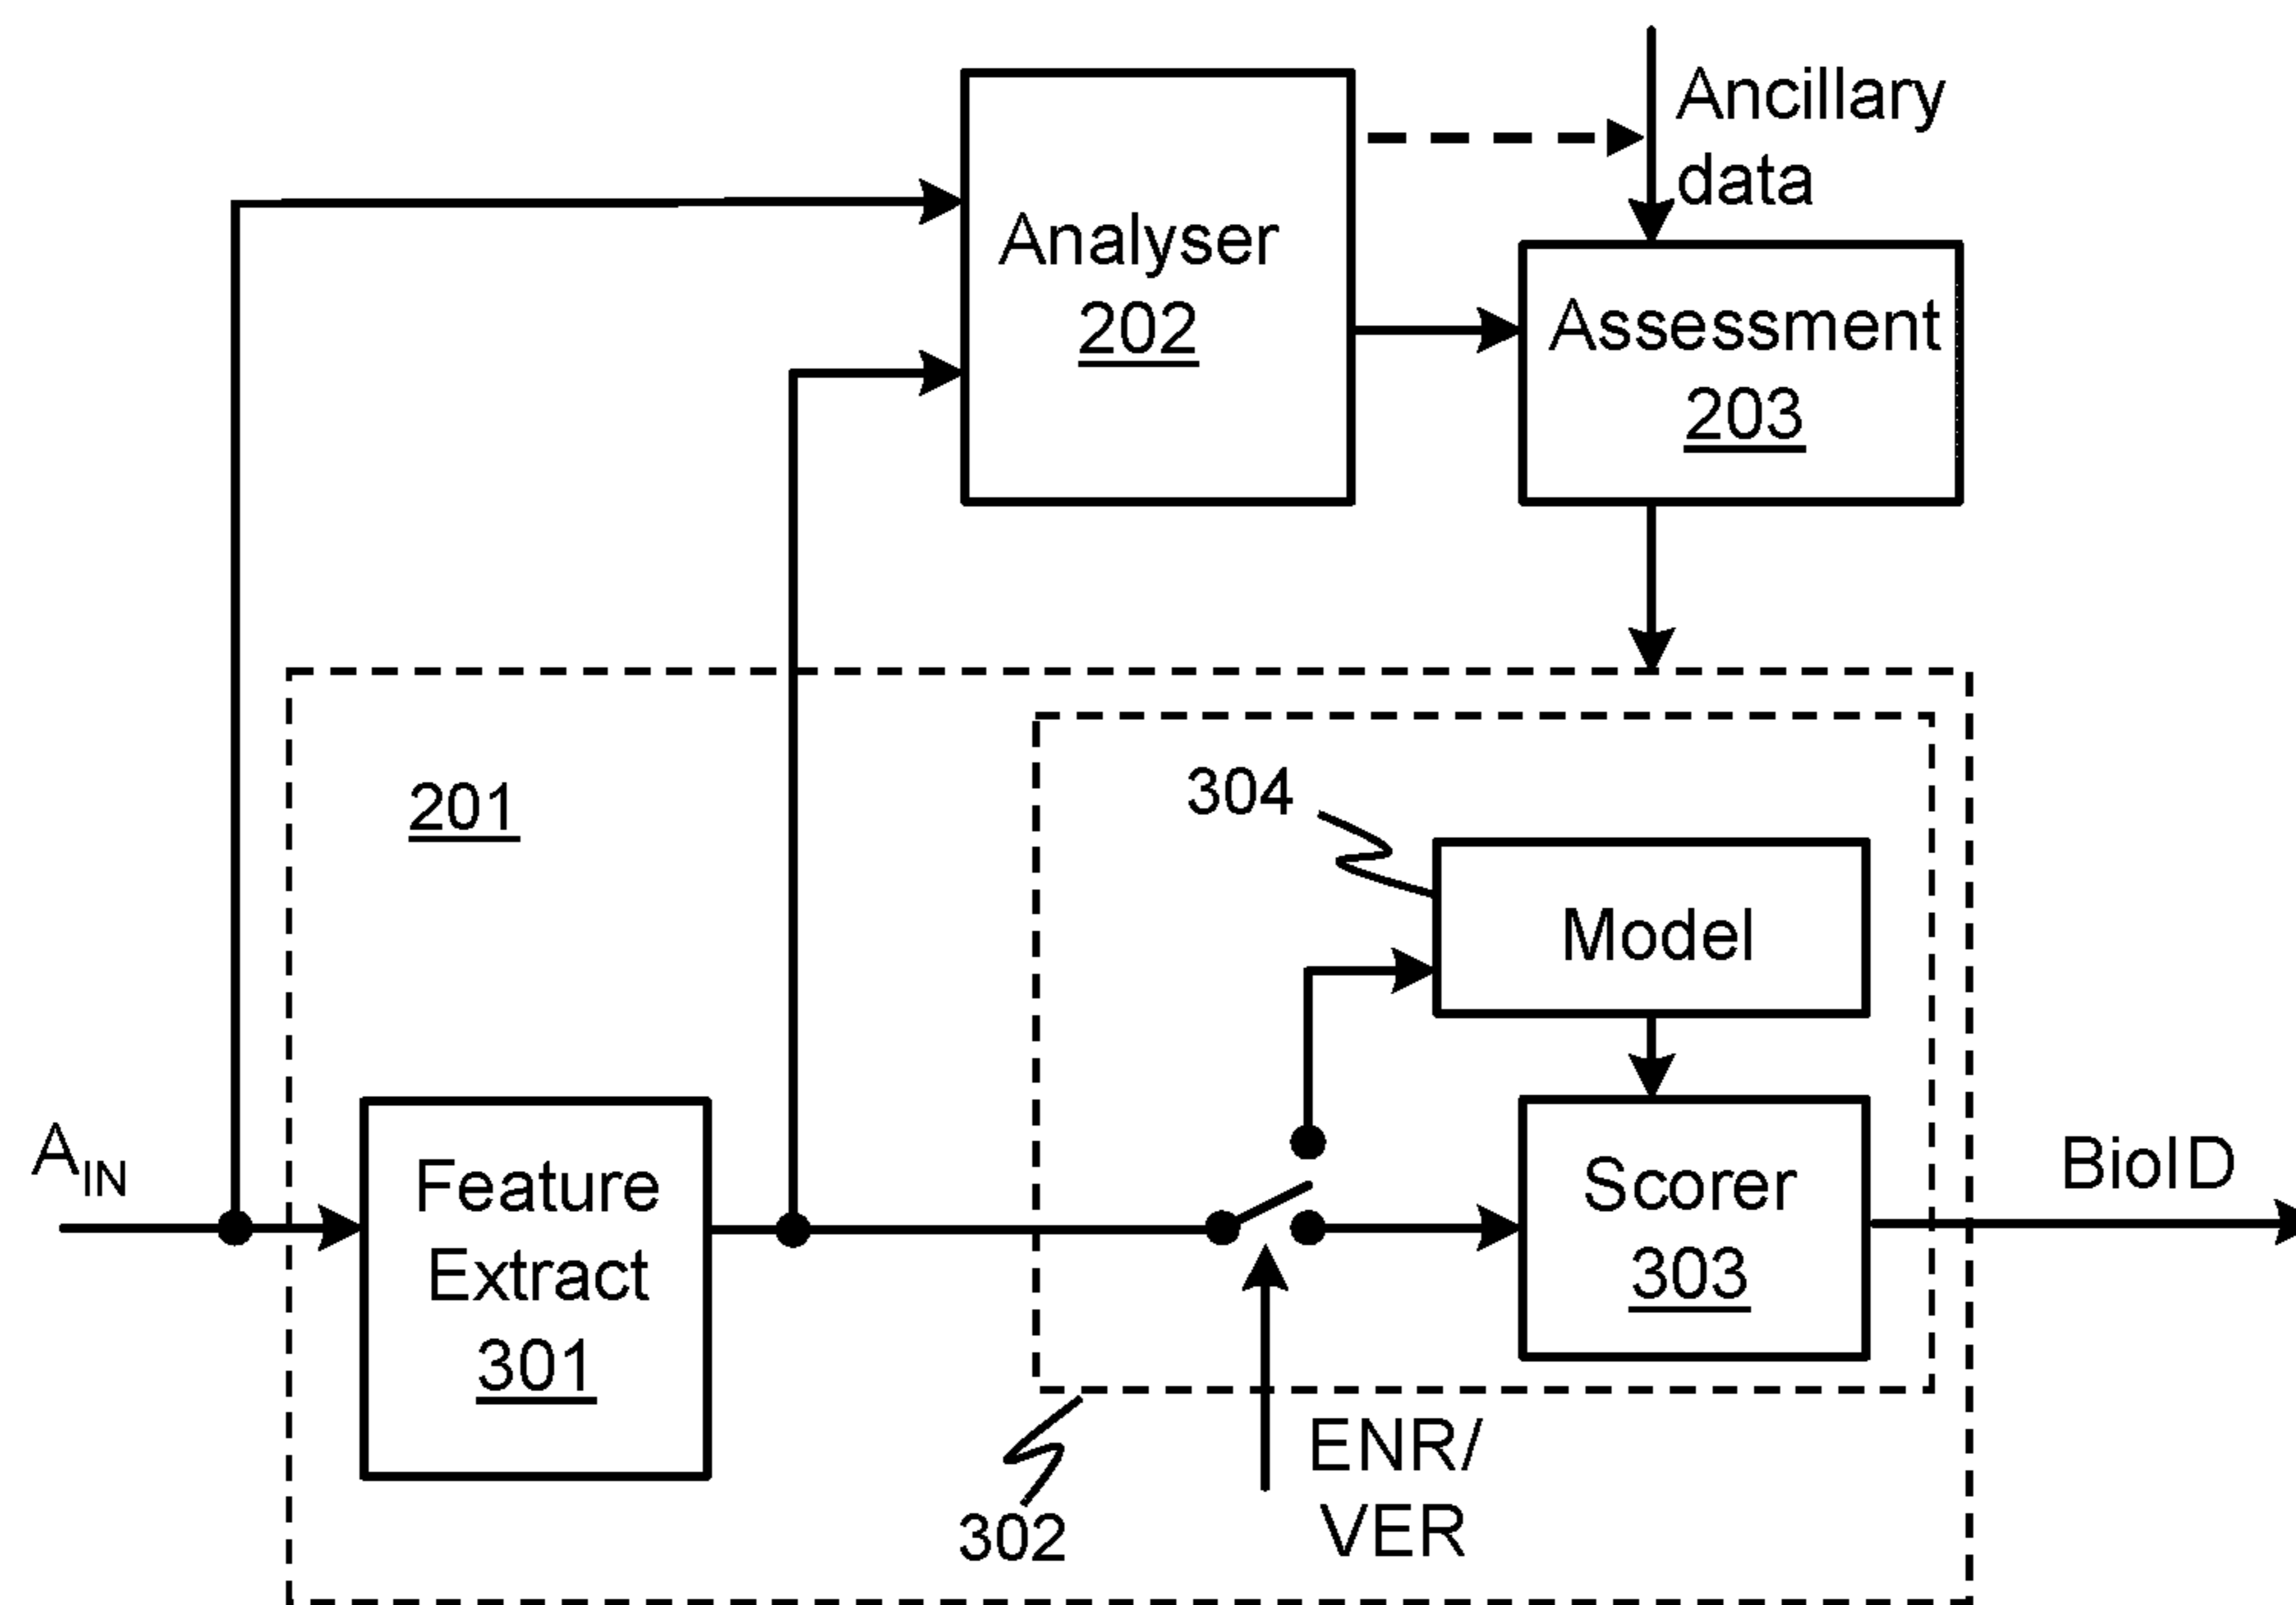 Ancillary
data
Analyser
202
Assessment
203
201
304
Model
A_IN
Feature
Extract
301
Scorer
303
BioID
ENR/
VER
302